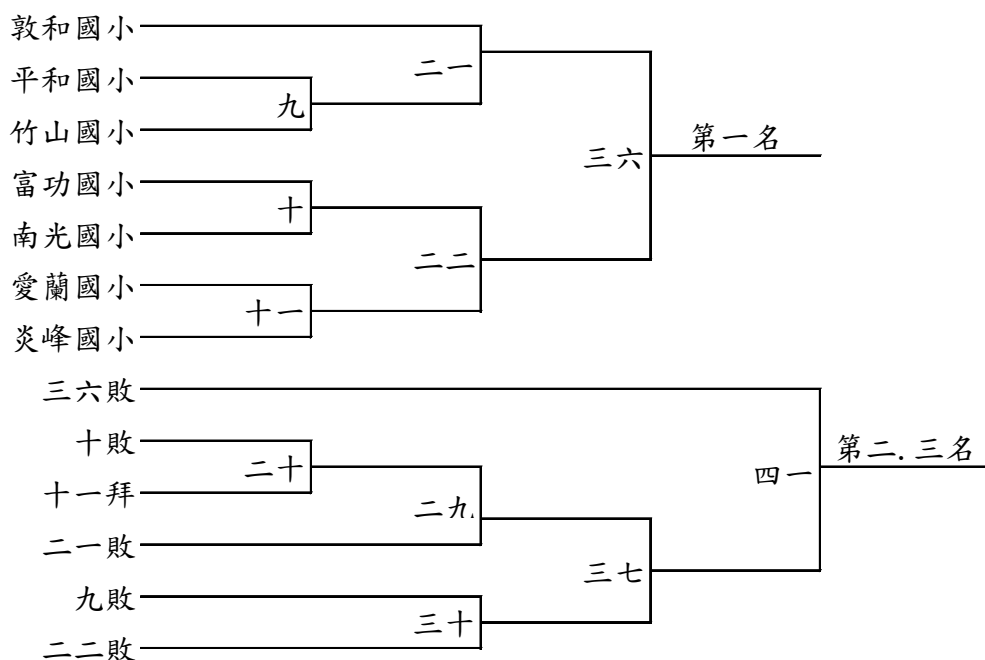 敦和國小
二一
平和國小
九
竹山國小
三六
第一名
富功國小
十
南光國小
二二
愛蘭國小
十一
炎峰國小
三六敗
十敗
二十
第二.三名
四一
十一拜
二九
二一敗
三七
九敗
三十
二二敗